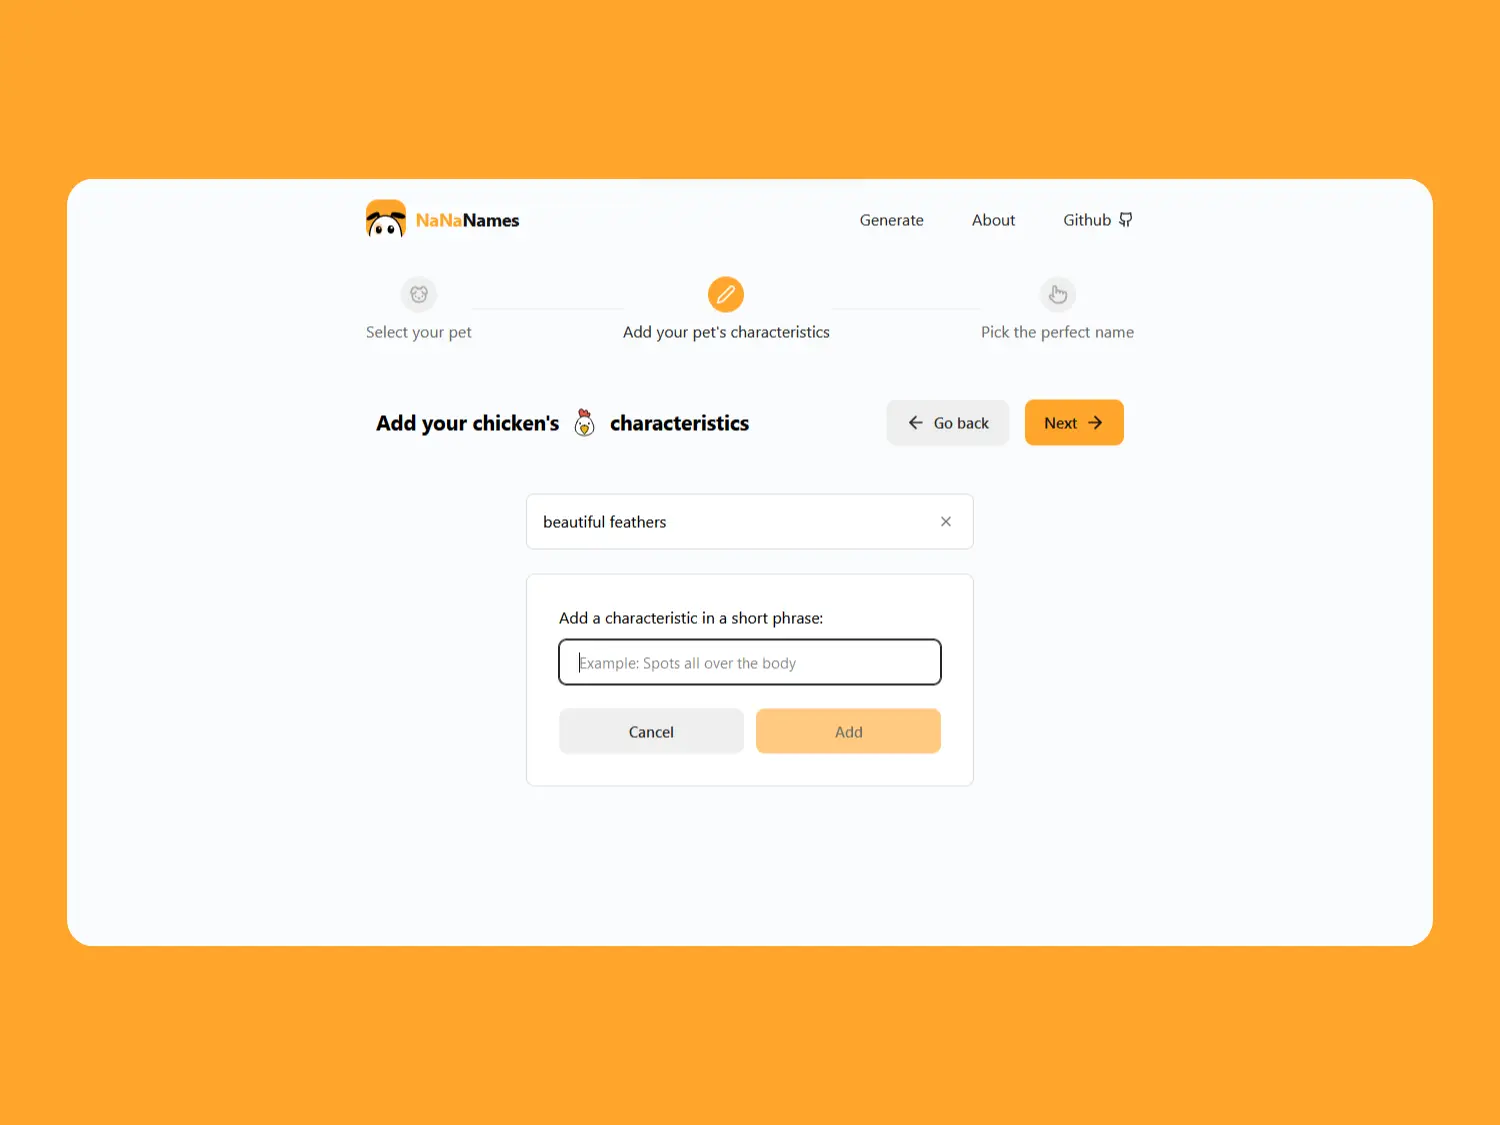 NaNaNames
Generate
About
Github
Select your pet
Add your pet's characteristics
Pick the perfect name
Add your chicken's characteristics
Go back
Next
beautiful feathers
Add a characteristic in a short phrase:
Example: Spots all over the body
Cancel
Add